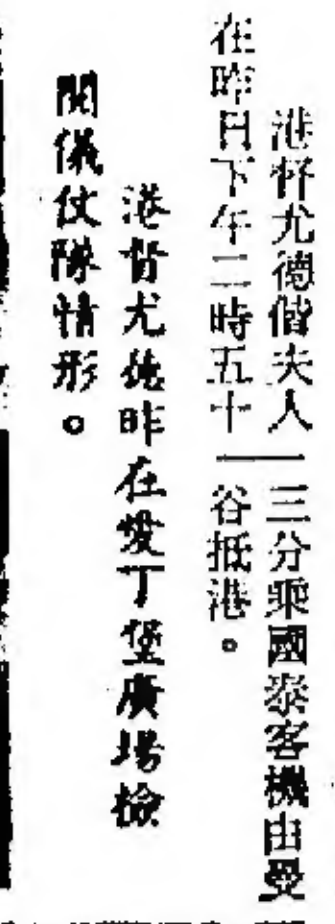 港督尤德偕夫人一三分乘國泰客機由曼
在昨日下午二時五十一谷抵港。
港督尤德昨在愛丁堡廣場檢
閱儀仗隊情形。